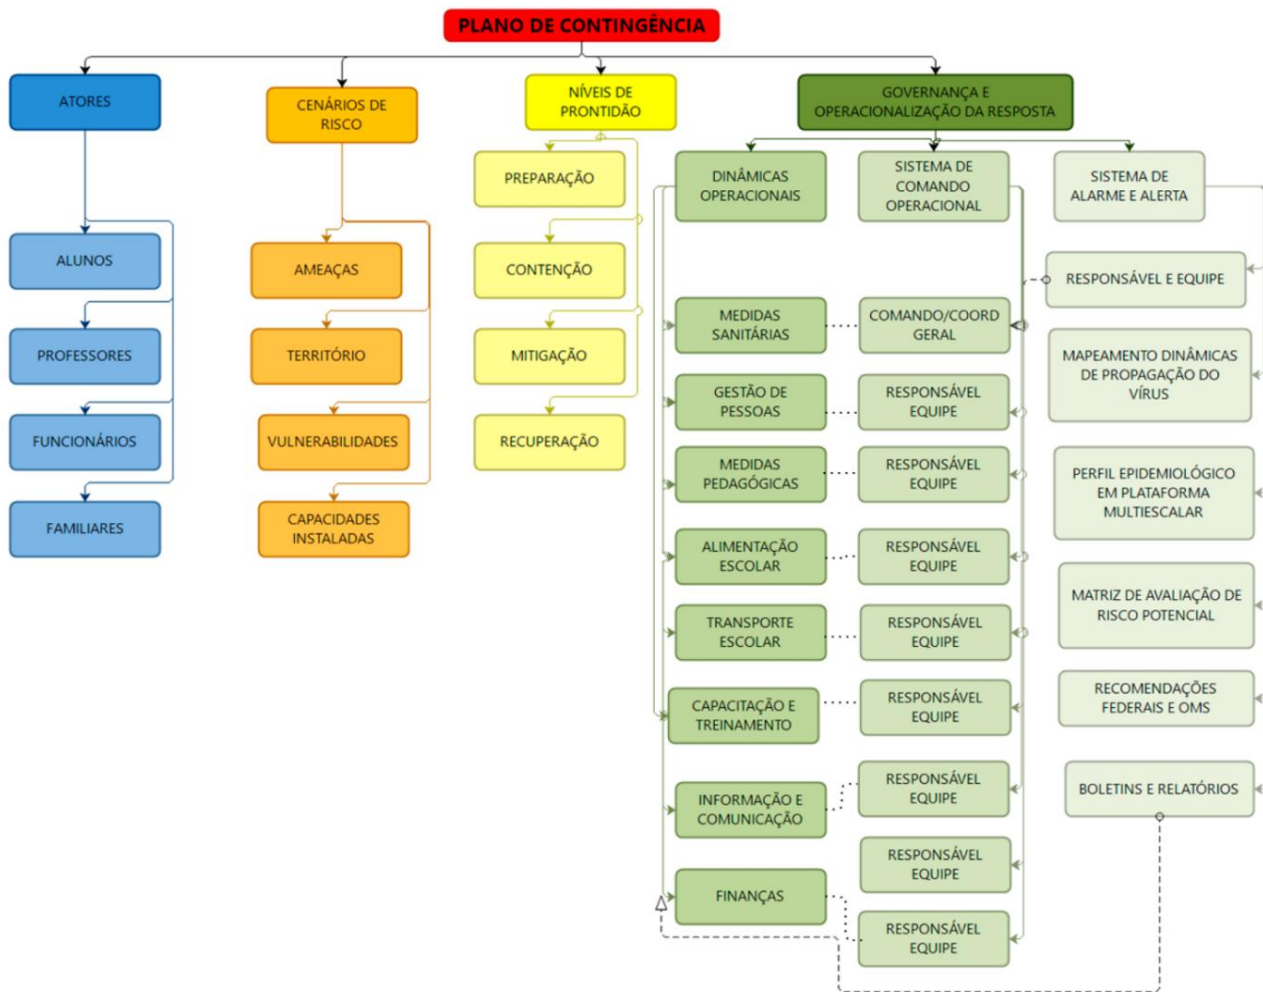 PLANO DE CONTINGÊNCIA
ATORES
CENÁRIOS DE
RISCO
NÍVEIS DE
PRONTIDÃO
GOVERNANÇA E
OPERACIONALIZAÇÃO DA RESPOSTA
ALUNOS
PROFESSORES
FUNCIONÁRIOS
FAMILIARES
AMEAÇAS
TERRITÓRIO
VULNERABILIDADES
CAPACIDADES
INSTALADAS
PREPARAÇÃO
CONTENÇÃO
MITIGAÇÃO
RECUPERAÇÃO
DINÂMICAS
OPERACIONAIS
MEDIDAS
SANITÁRIAS
GESTÃO DE
PESSOAS
MEDIDAS
PEDAGÓGICAS
ALIMENTAÇÃO
ESCOLAR
TRANSPORTE
ESCOLAR
CAPACITAÇÃO E
TREINAMENTO
INFORMAÇÃO E
COMUNICAÇÃO
FINANÇAS
SISTEMA DE
COMANDO
OPERACIONAL
COMANDO/COORD
GERAL
RESPONSÁVEL
EQUIPE
RESPONSÁVEL
EQUIPE
RESPONSÁVEL
EQUIPE
RESPONSÁVEL
EQUIPE
RESPONSÁVEL
EQUIPE
RESPONSÁVEL
EQUIPE
RESPONSÁVEL
EQUIPE
RESPONSÁVEL
EQUIPE
SISTEMA DE
ALARME E ALERTA
RESPONSÁVEL E EQUIPE
MAPEAMENTO DINÂMICAS
DE PROPAGAÇÃO DO
VÍRUS
PERFIL EPIDEMIOLÓGICO
EM PLATAFORMA
MULTIESCALAR
MATRIZ DE AVALIAÇÃO DE
RISCO POTENCIAL
RECOMENDAÇÕES
FEDERAIS E OMS
BOLETINS E RELATÓRIOS